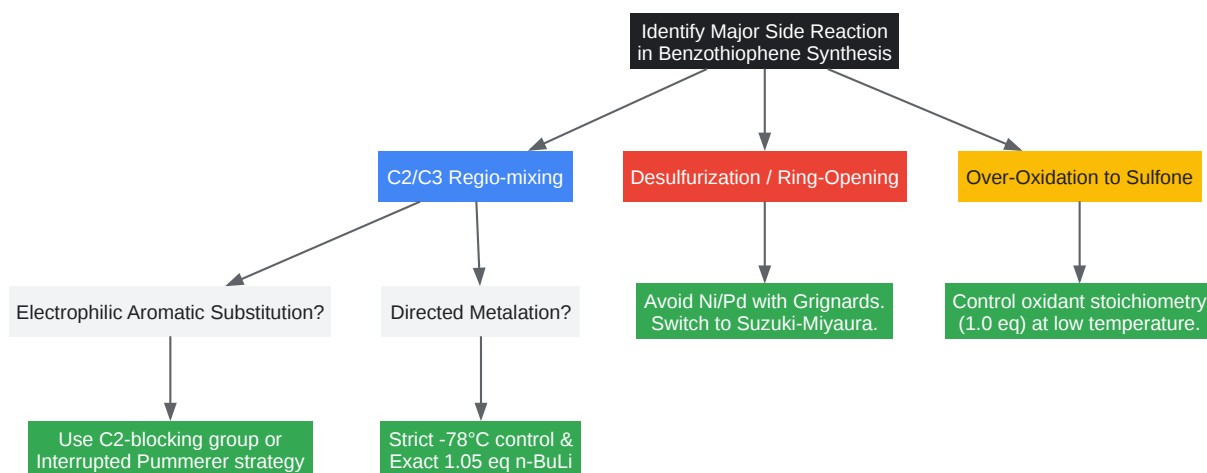 Identify Major Side Reaction
in Benzothiophene Synthesis
C2/C3 Regio-mixing
Desulfurization / Ring-Opening
Over-Oxidation to Sulfone
Electrophilic Aromatic Substitution?
Directed Metalation?
Avoid Ni/Pd with Grignards.
Switch to Suzuki-Miyaura.
Control oxidant stoichiometry
(1.0 eq) at low temperature.
Use C2-blocking group or
Interrupted Pummerer strategy
Strict -78°C control &
Exact 1.05 eq n-BuLi